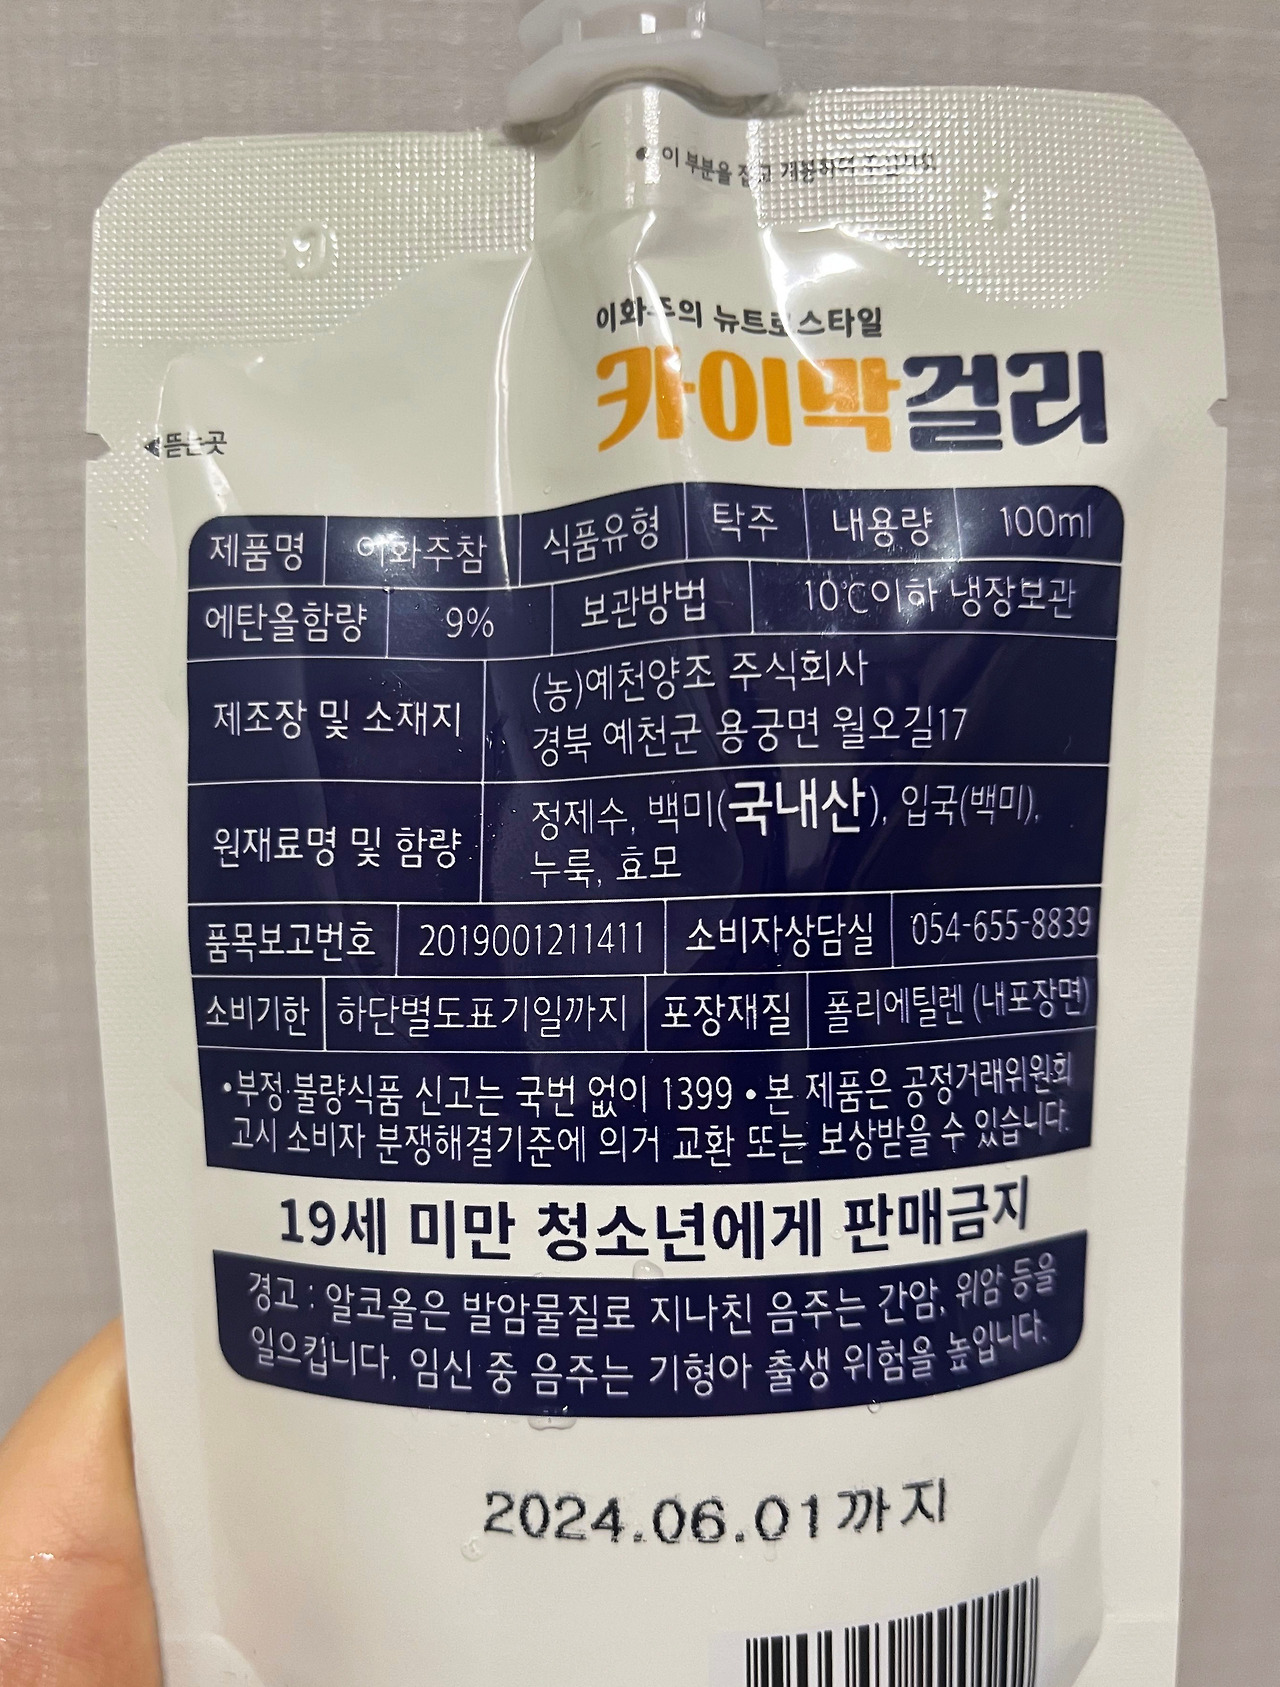 이 부분을 잡고 개봉하여 주십시오.
이화주의 뉴트로스타일
카이막걸리
◀뜯는곳
제품명 이화주참 식품유형 탁주 내용량 100ml
에탄올함량 9% 보관방법 10℃이하 냉장보관
제조장 및 소재지 (농)예천양조 주식회사
경북 예천군 용궁면 월오길17
원재료명 및 함량 정제수, 백미(국내산), 입국(백미),
누룩, 효모
품목보고번호 2019001211411 소비자상담실 054-655-8839
소비기한 하단별도표기일까지 포장재질 폴리에틸렌 (내포장면)
•부정·불량식품 신고는 국번 없이 1399 • 본 제품은 공정거래위원회
고시 소비자 분쟁해결기준에 의거 교환 또는 보상받을 수 있습니다.
19세 미만 청소년에게 판매금지
경고 : 알코올은 발암물질로 지나친 음주는 간암, 위암 등을
일으킵니다. 임신 중 음주는 기형아 출생 위험을 높입니다.
2024.06.01까지